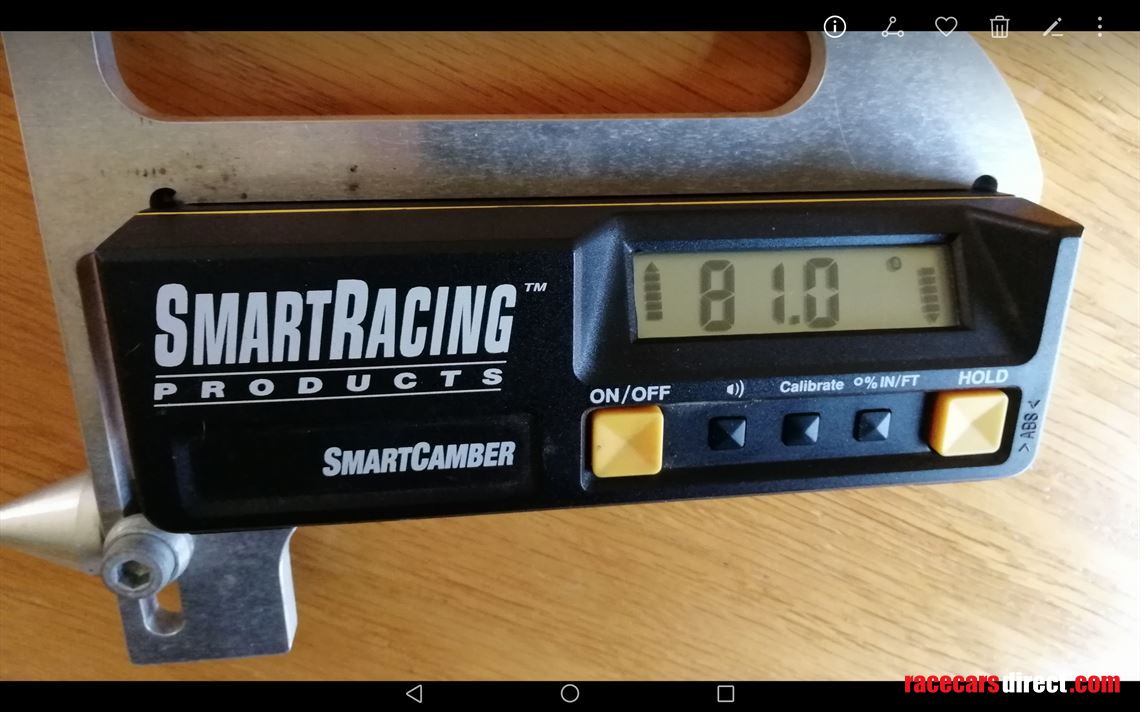 SMARTRACING™
PRODUCTS
SMARTCAMBER
81.0 °
ON/OFF
Calibrate
°% IN/FT
HOLD
>ABS<
racecarsdirect.com